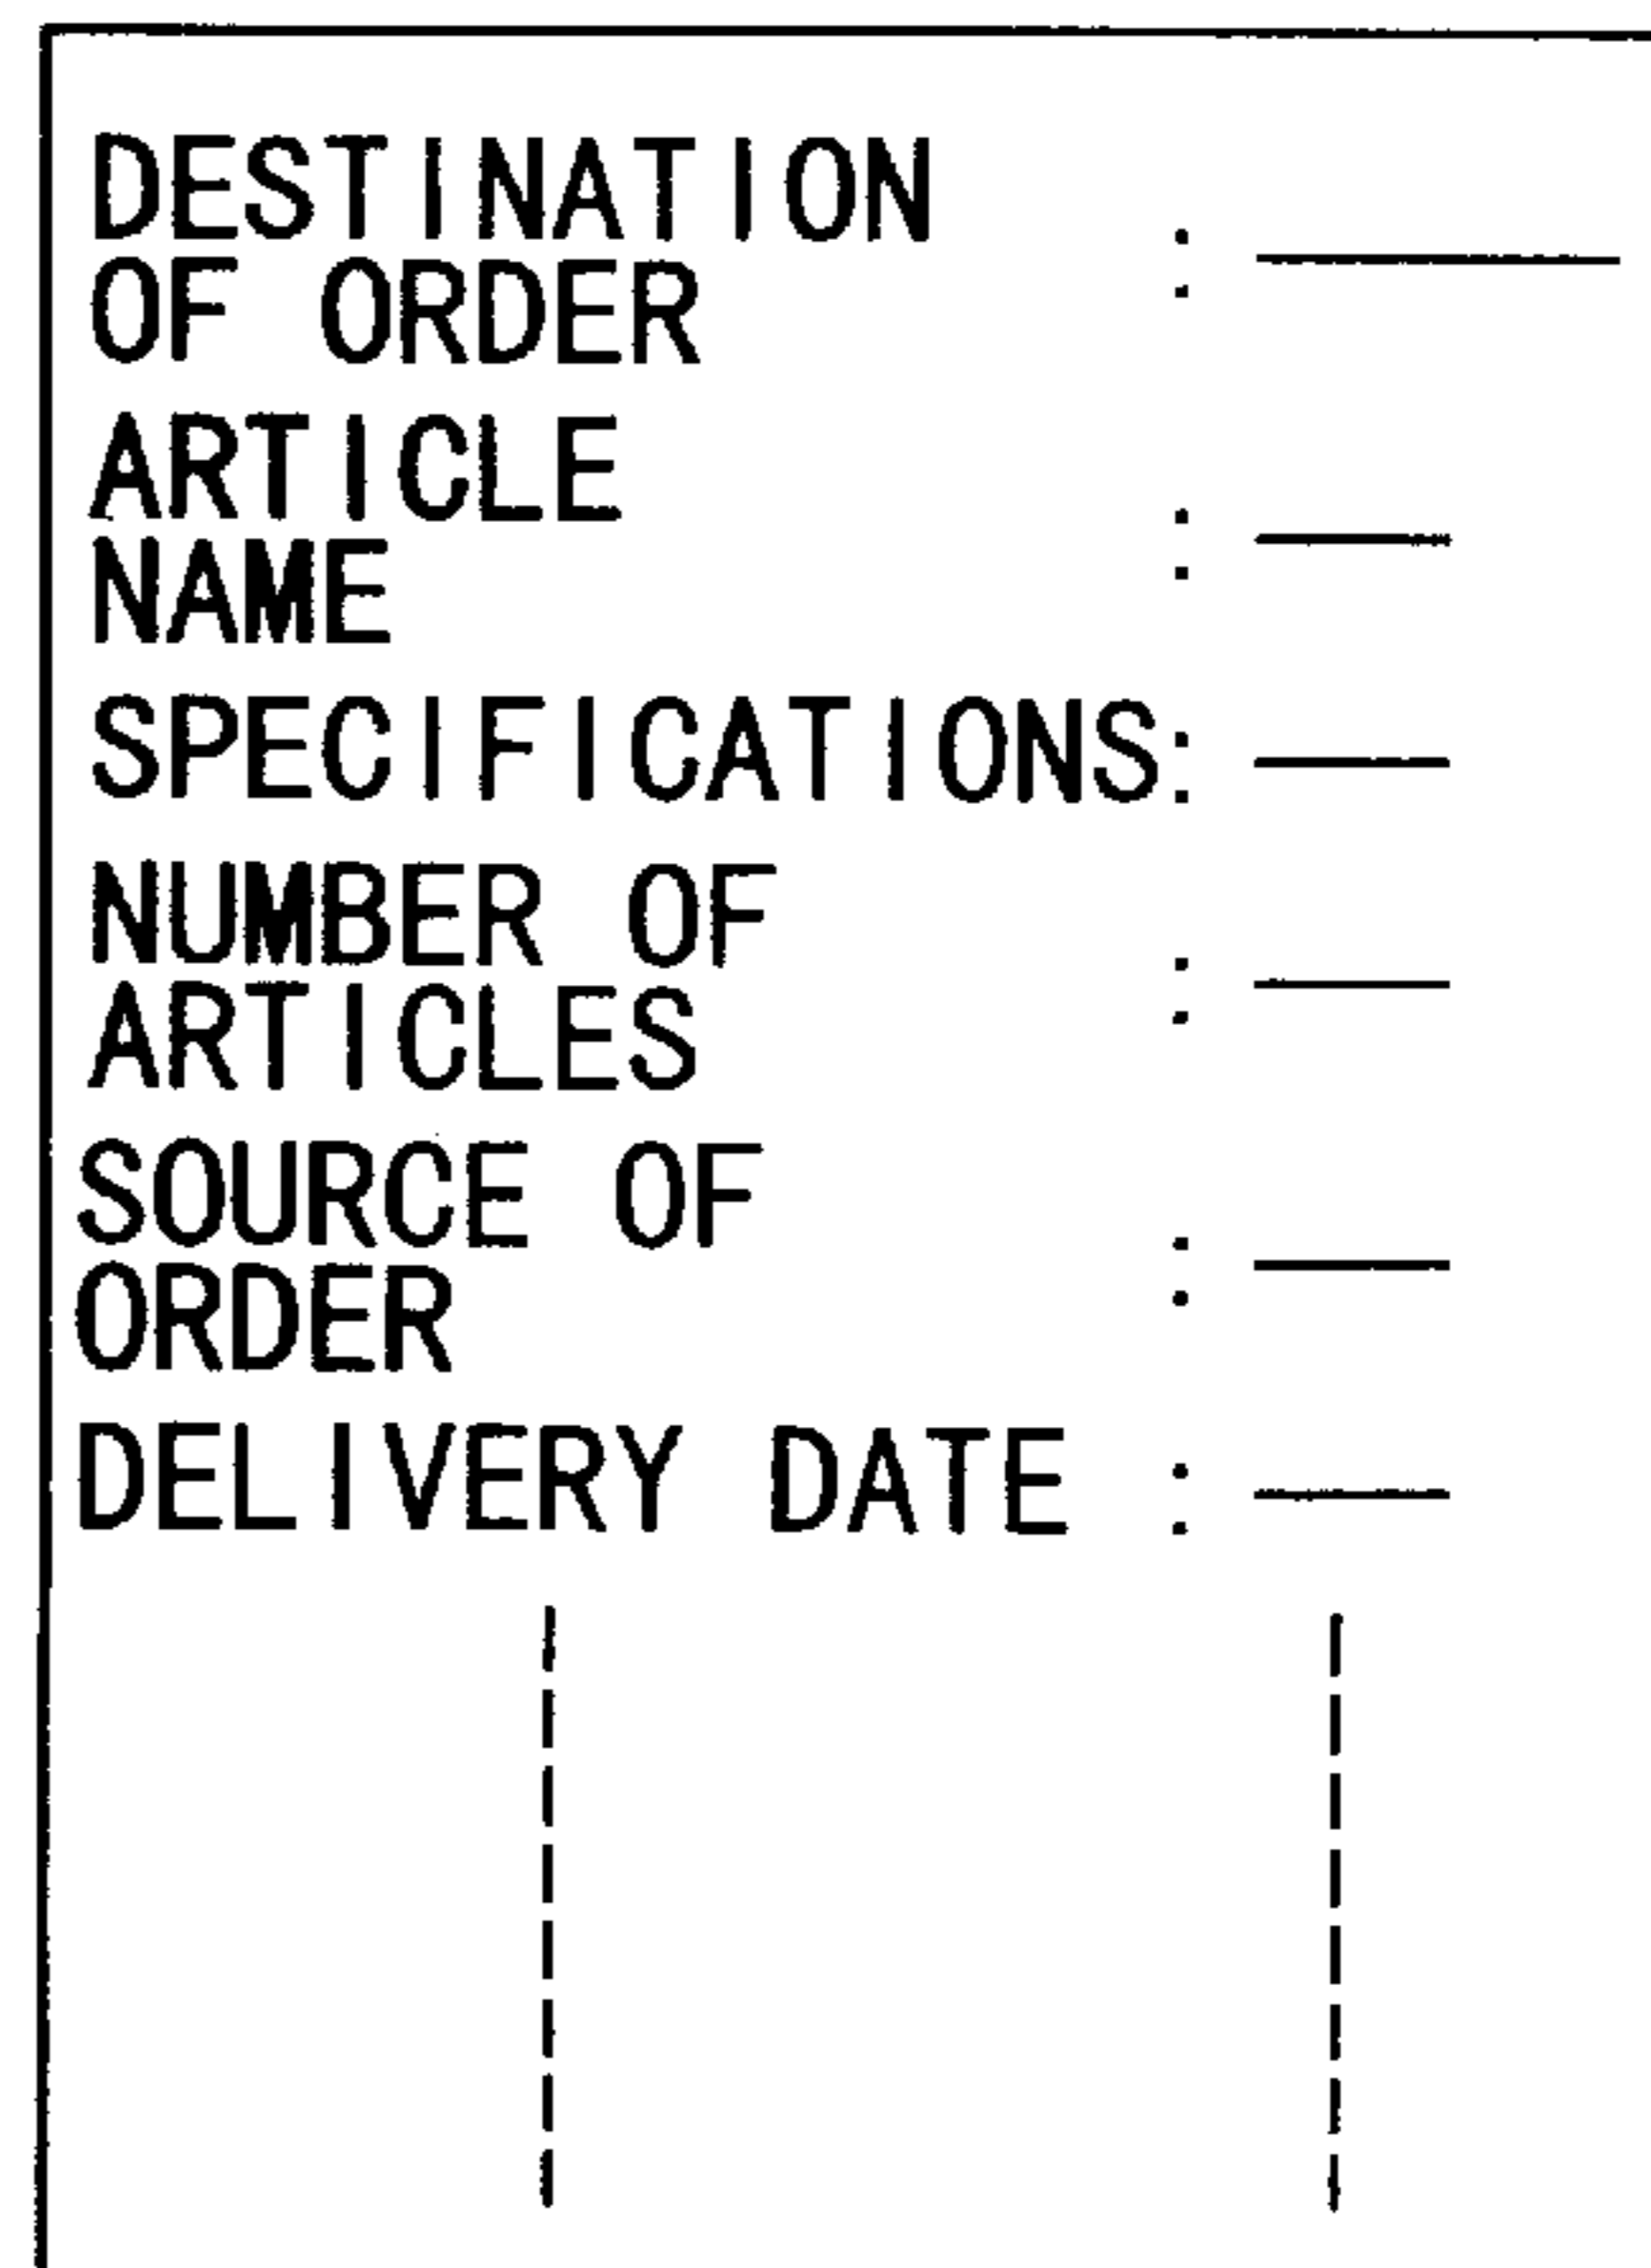 DESTINATION
OF ORDER :
ARTICLE
NAME :
SPECIFICATIONS:
NUMBER OF
ARTICLES :
SOURCE OF
ORDER :
DELIVERY DATE :